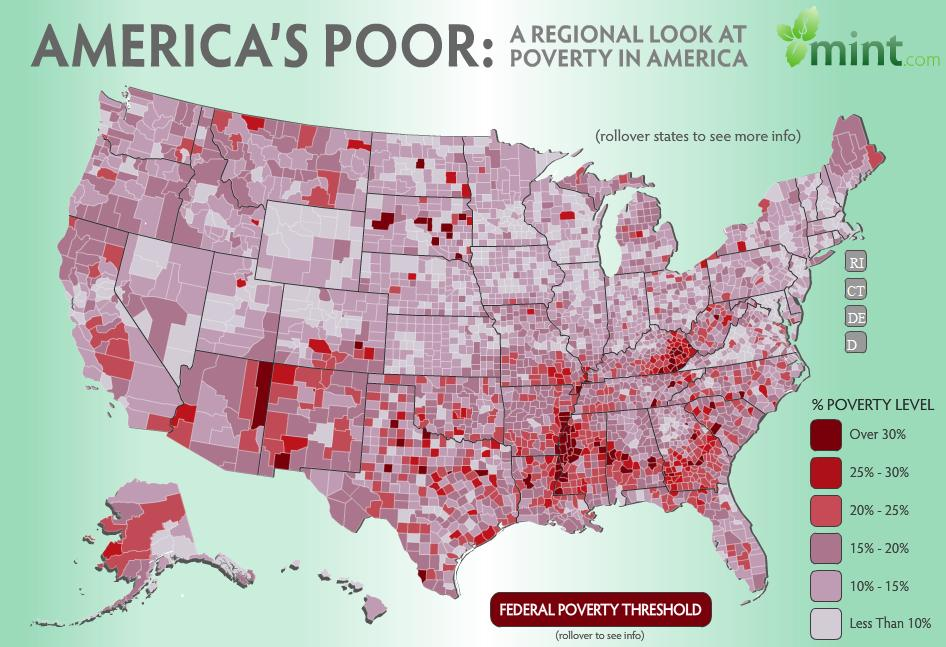 AMERICA'S POOR:
A REGIONAL LOOK AT
POVERTY IN AMERICA
mint.com
(rollover states to see more info)
RI
CT
DE
D
% POVERTY LEVEL
Over 30%
25% - 30%
20% - 25%
15% - 20%
10% - 15%
Less Than 10%
FEDERAL POVERTY THRESHOLD
(rollover to see info)